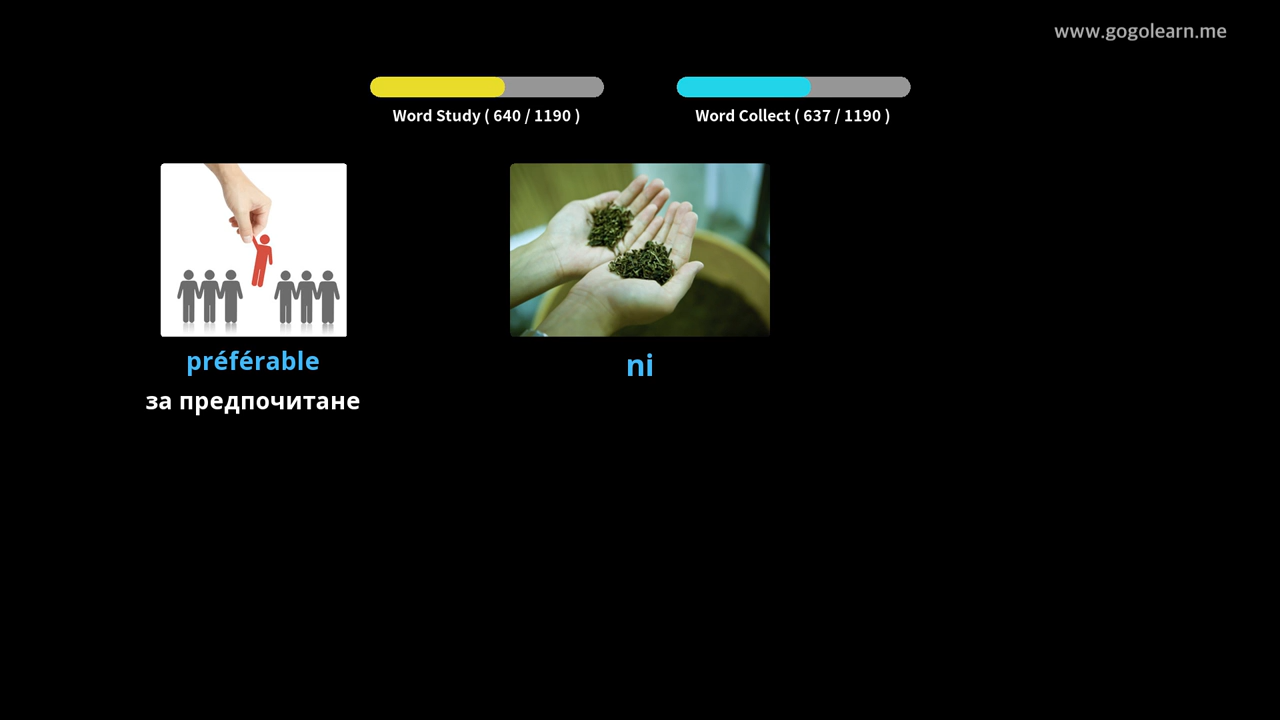 www.gogolearn.me
Word Study ( 640 / 1190 )
Word Collect ( 637 / 1190 )
préférable
за предпочитане
ni